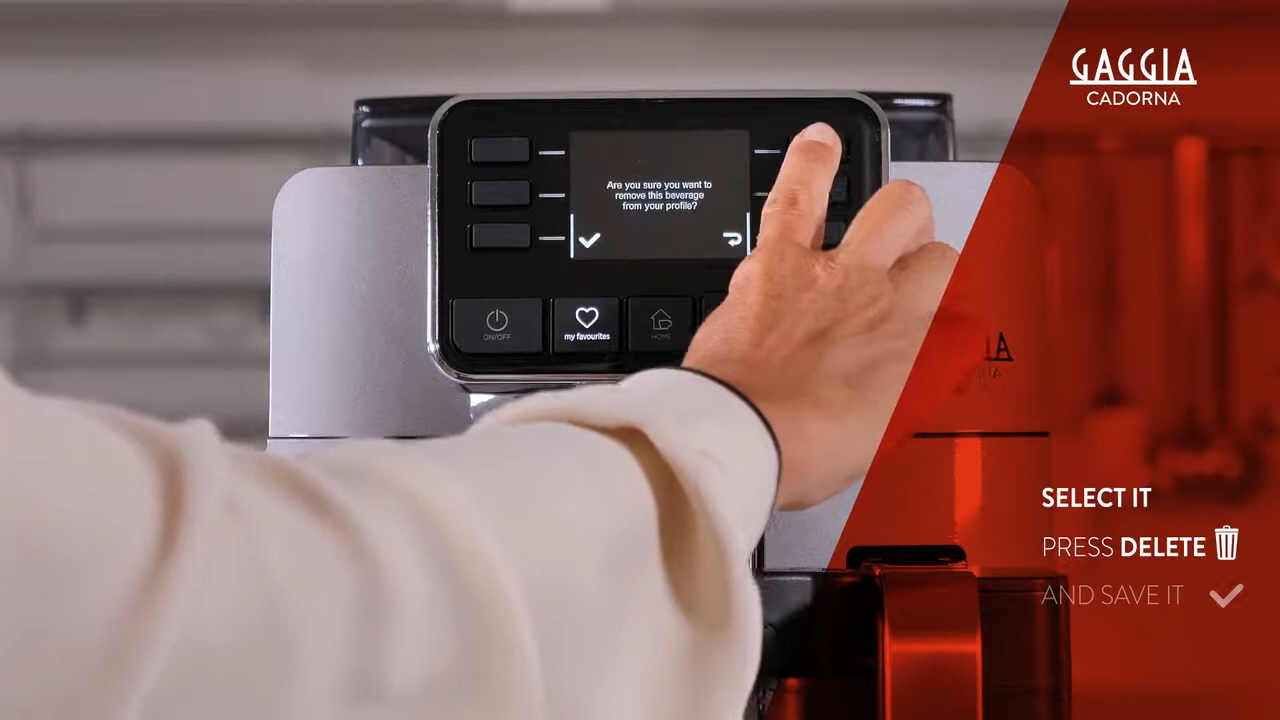 GAGGIA
CADORNA
Are you sure you want to
remove this beverage
from your profile?
ON/OFF
my favourites
HOME
SELECT IT
PRESS DELETE
AND SAVE IT